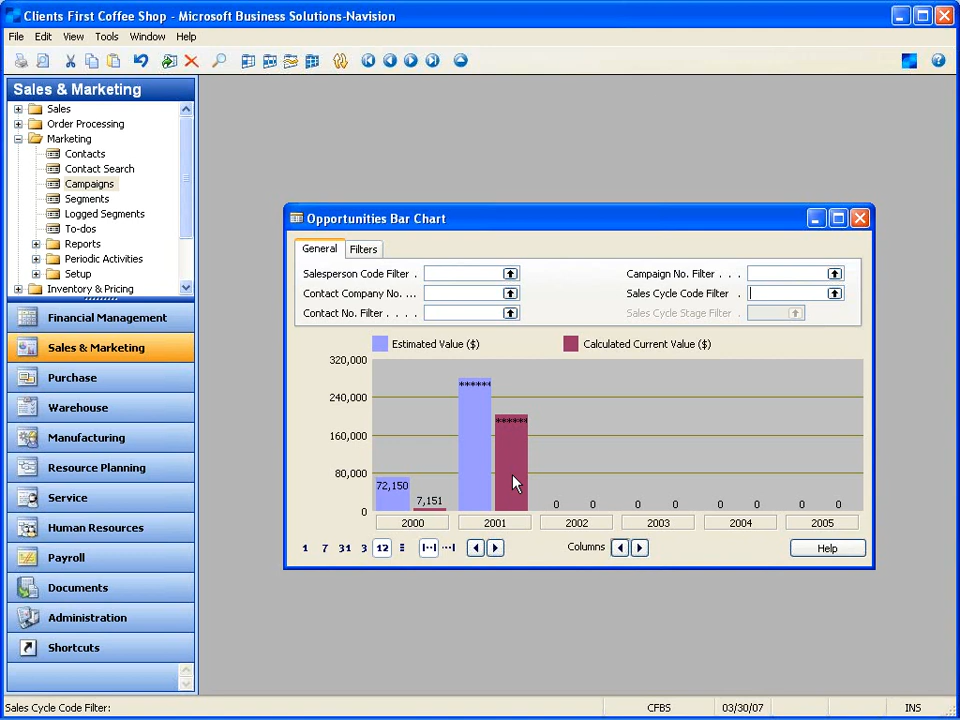 Clients First Coffee Shop - Microsoft Business Solutions-Navision
File Edit View Tools Window Help
Sales & Marketing
Sales
Order Processing
Marketing
Contacts
Contact Search
Campaigns
Segments
Logged Segments
To-dos
Reports
Periodic Activities
Setup
Inventory & Pricing
Financial Management
Sales & Marketing
Purchase
Warehouse
Manufacturing
Resource Planning
Service
Human Resources
Payroll
Documents
Administration
Shortcuts
Opportunities Bar Chart
General Filters
Salesperson Code Filter . Campaign No. Filter . . .
Contact Company No. ... Sales Cycle Code Filter .
Contact No. Filter . . . . Sales Cycle Stage Filter .
Estimated Value ($) Calculated Current Value ($)
320,000
240,000
160,000
80,000
0
******
******
72,150
7,151
0 0 0 0 0 0 0 0
2000 2001 2002 2003 2004 2005
1 7 31 3 12 Columns Help
Sales Cycle Code Filter: CFBS 03/30/07 INS